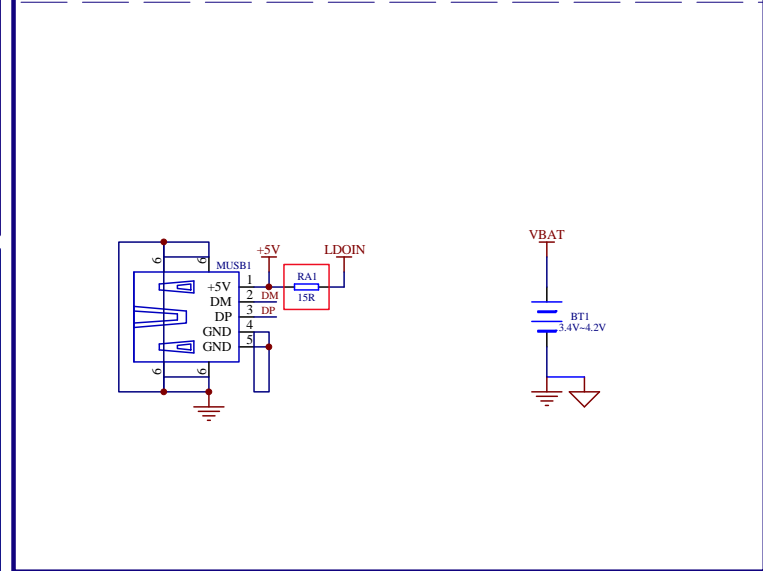 VBAT
+5V
LDOIN
6
6
MUSB1
+5V
1
RA1
15R
DM
2
DM
DP
3
DP
GND
4
GND
5
6
6
BT1
3.4V~4.2V